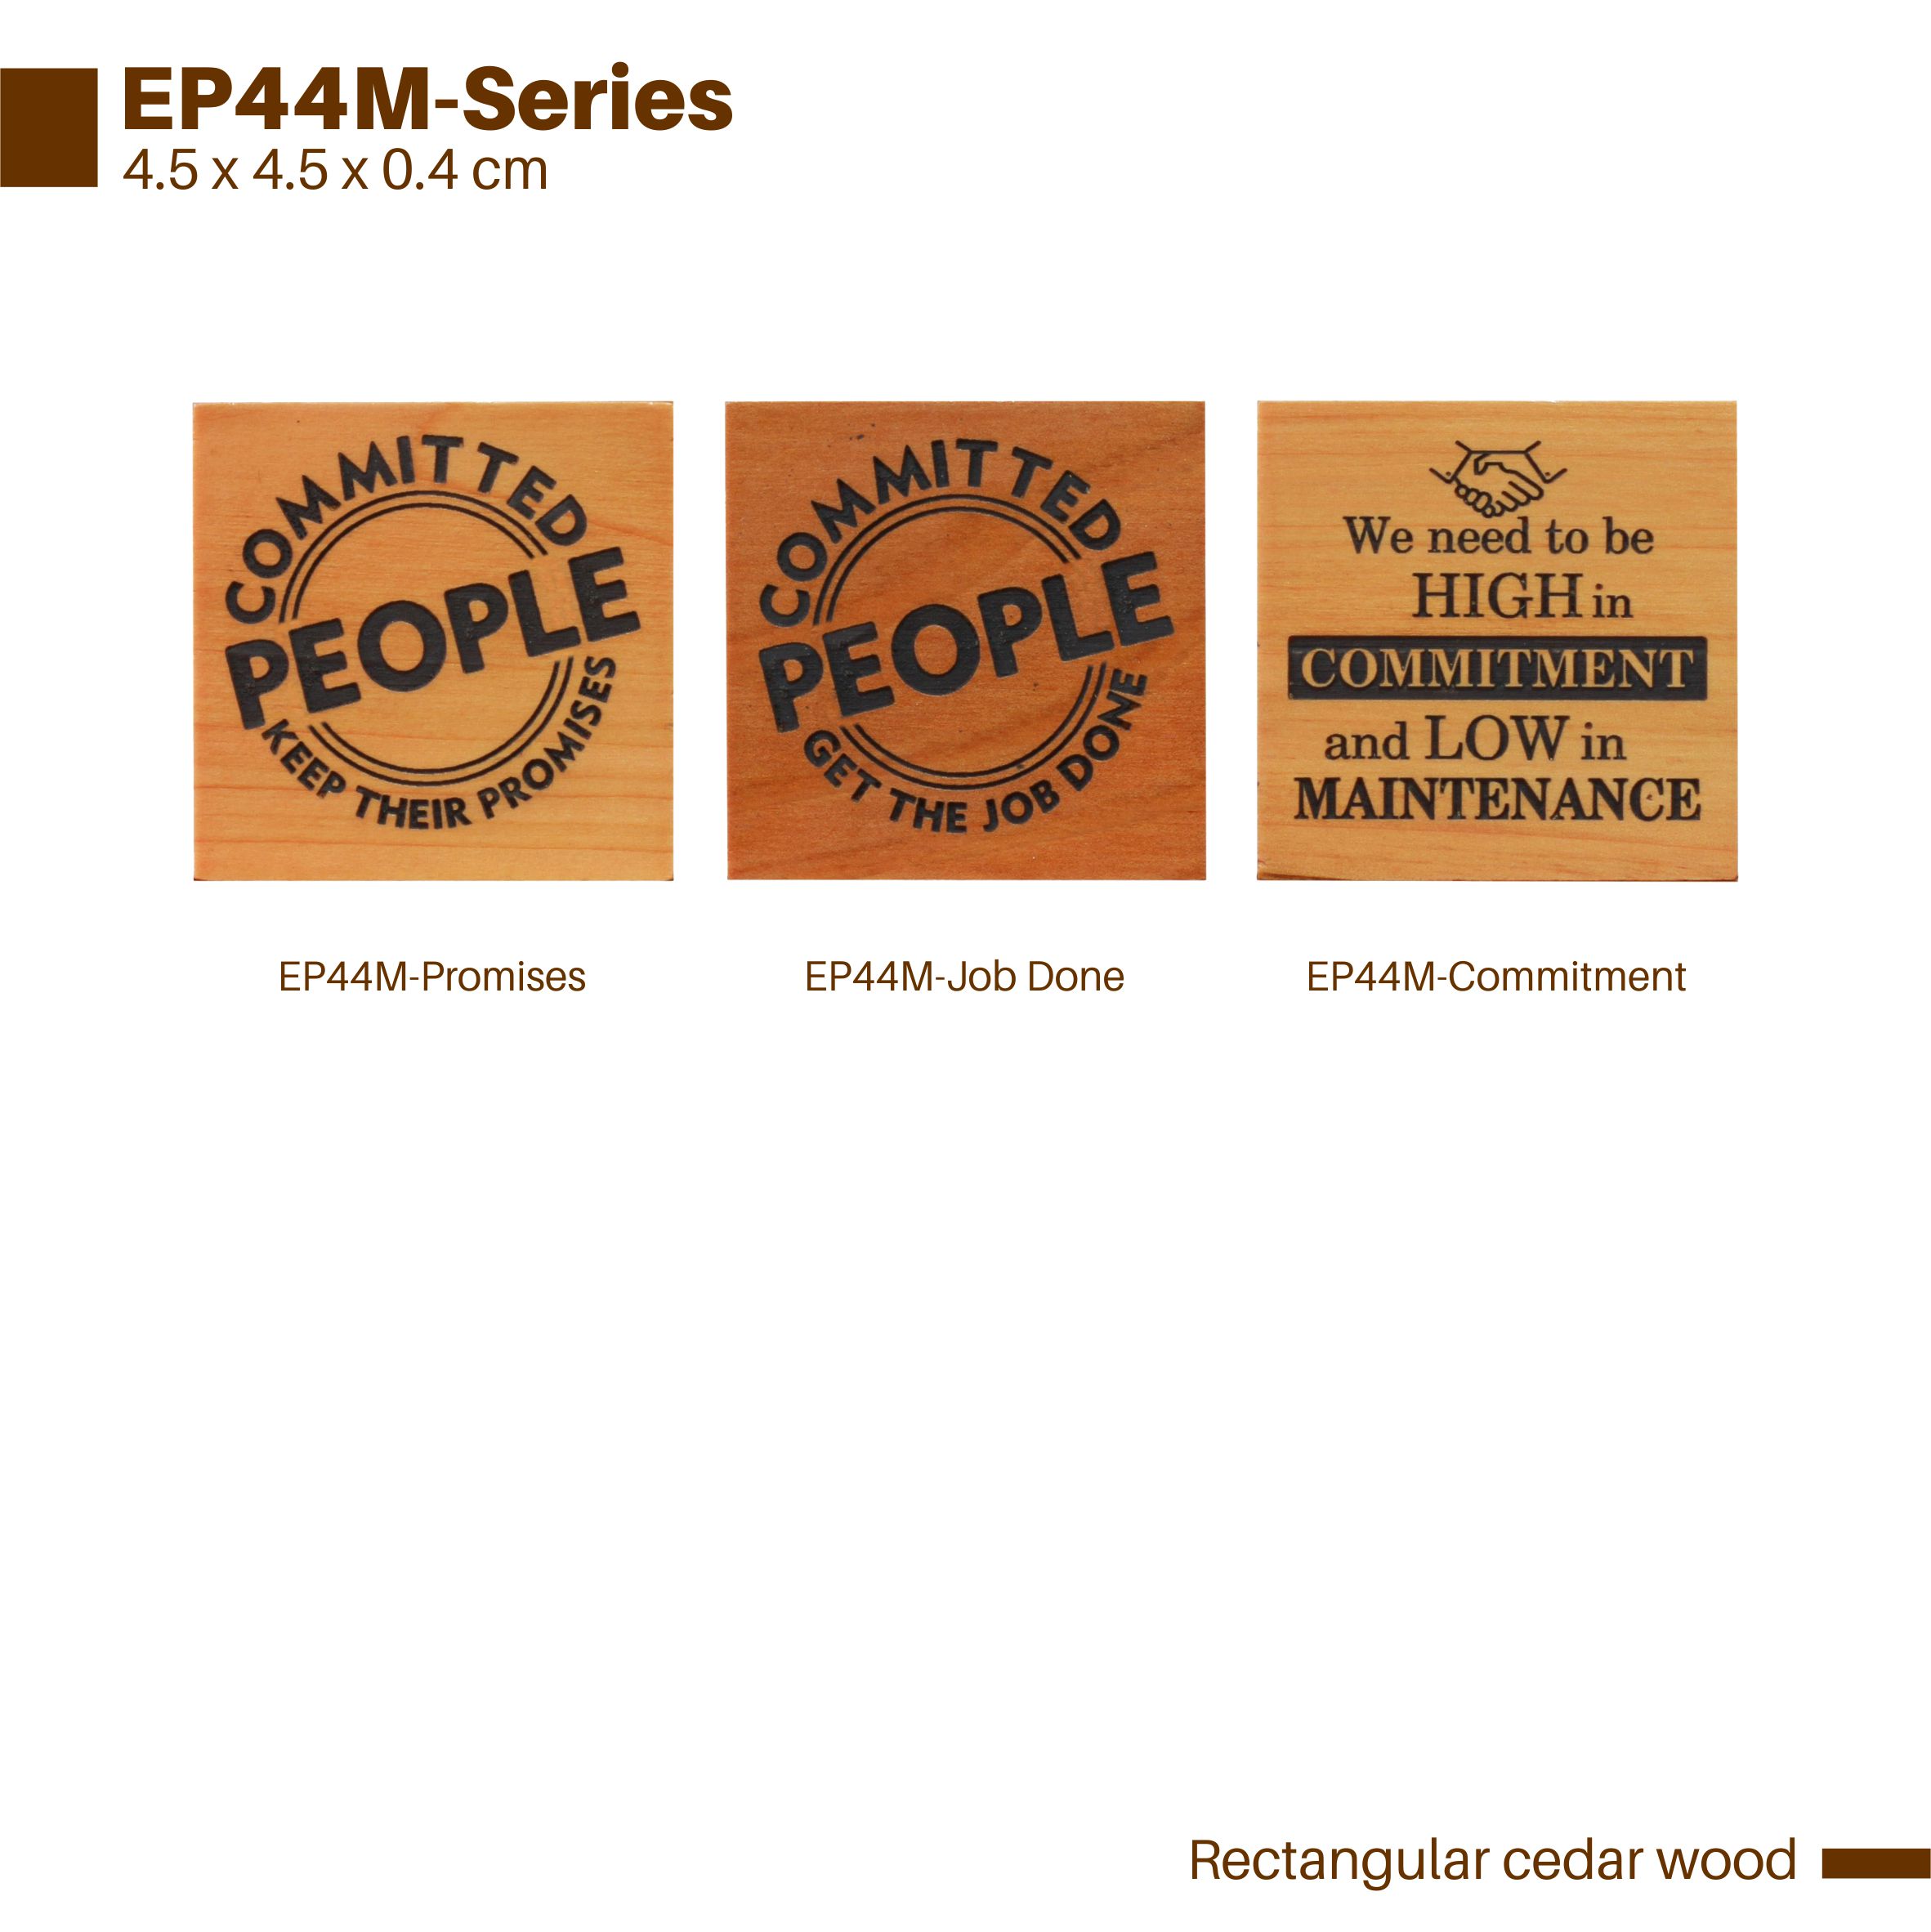 EP44M-Series
4.5 x 4.5 x 0.4 cm
COMMITTED
PEOPLE
KEEP THEIR PROMISES
COMMITTED
PEOPLE
GET THE JOB DONE
We need to be
HIGH in
COMMITMENT
and LOW in
MAINTENANCE
EP44M-Promises
EP44M-Job Done
EP44M-Commitment
Rectangular cedar wood